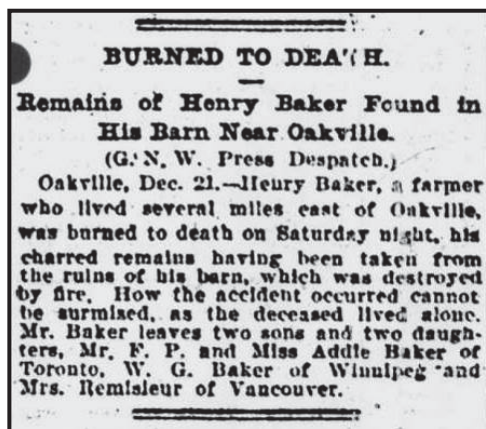 BURNED TO DEATH.
Remains of Henry Baker Found in
His Barn Near Oakville.
(G. N. W. Press Despatch.)
Oakville, Dec. 21.—Henry Baker, a farmer
who lived several miles east of Oakville,
was burned to death on Saturday night, his
charred remains having been taken from
the ruins of his barn, which was destroyed
by fire. How the accident occurred cannot
be surmised, as the deceased lived alone.
Mr. Baker leaves two sons and two daugh-
ters, Mr. F. P. and Miss Addie Baker of
Toronto, W. G. Baker of Winnipeg and
Mrs. Remisieur of Vancouver.